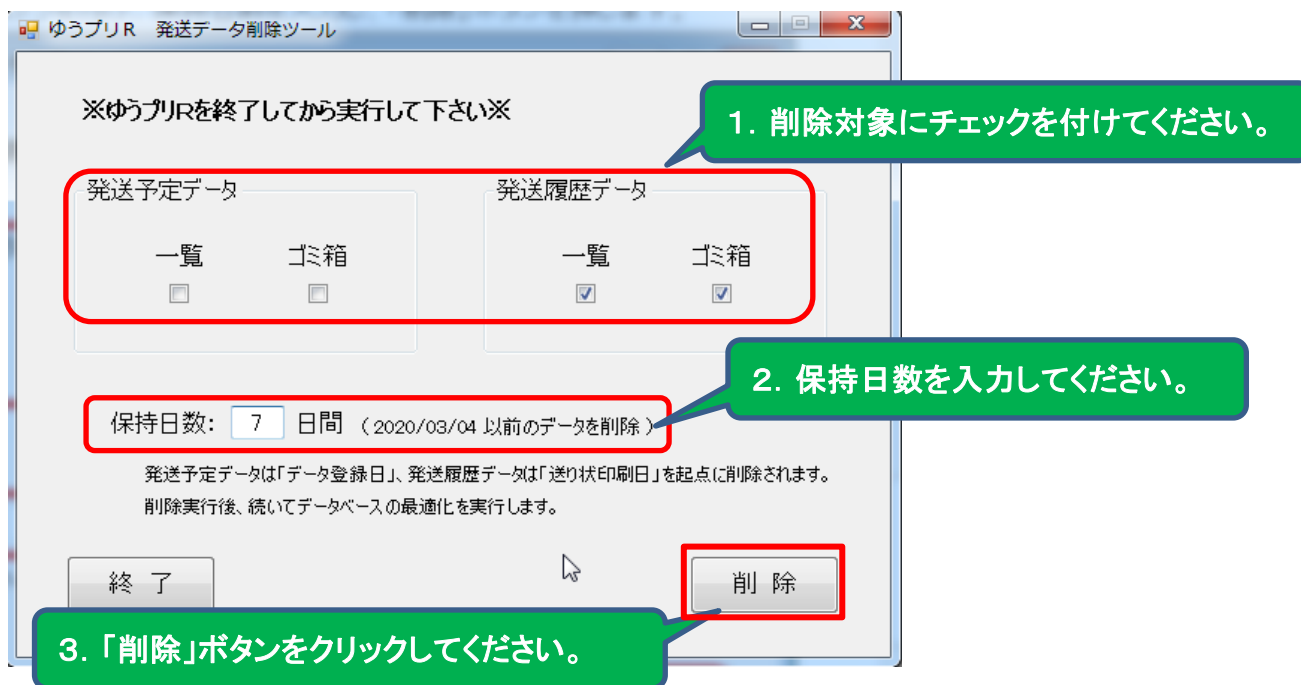 ゆうプリR 発送データ削除ツール
※ゆうプリRを終了してから実行して下さい※
1. 削除対象にチェックを付けてください。
発送予定データ
発送履歴データ
一覧 ゴミ箱
一覧 ゴミ箱
2. 保持日数を入力してください。
保持日数: 7 日間 (2020/03/04 以前のデータを削除)
発送予定データは「データ登録日」、発送履歴データは「送り状印刷日」を起点に削除されます。
削除実行後、続いてデータベースの最適化を実行します。
終 了
削 除
3. 「削除」ボタンをクリックしてください。